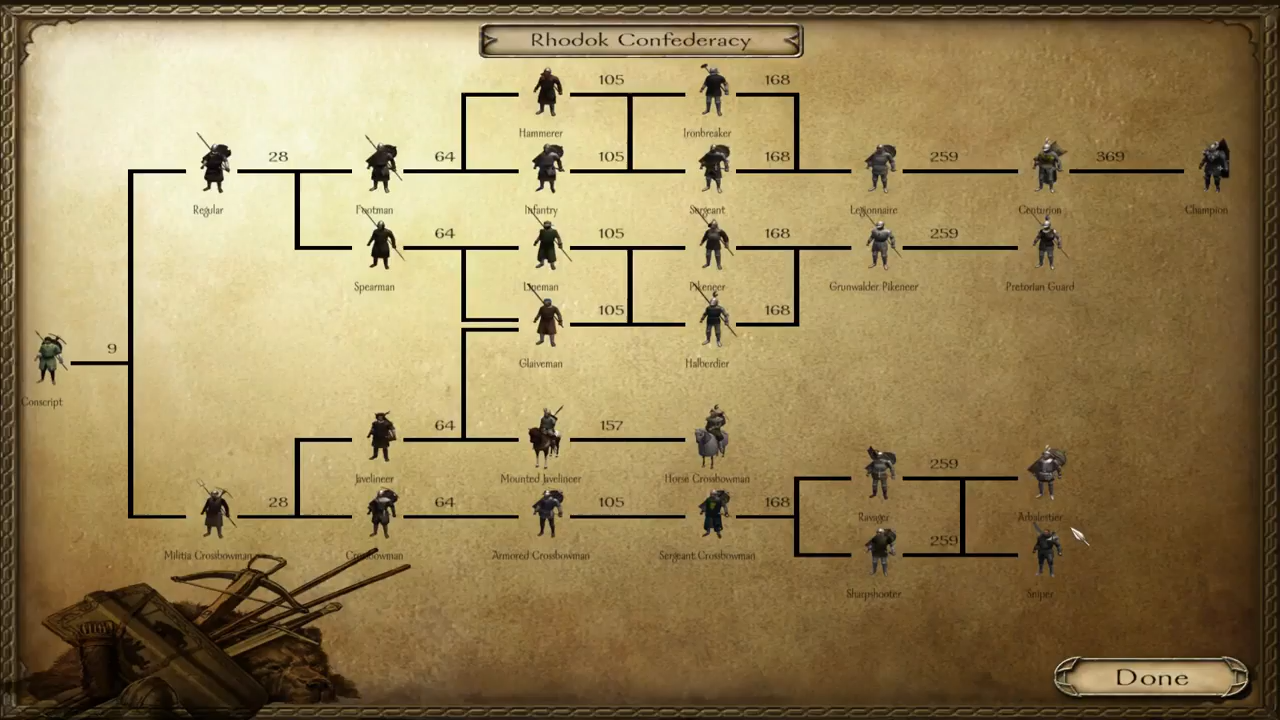 Rhodok Confederacy
105 168
Hammerer Ironbreaker
28 64 105 168 259 369
Regular Footman Infantry Sergeant Legionnaire Centurion Champion
64 105 168 259
Spearman Lineman Pikeneer Grunwalder Pikeneer Pretorian Guard
105 168
9
Glaiveman Halberdier
Conscript
64 157
259
Javelineer Mounted Javelineer Horse Crossbowman
28 64 105 168
Ravager Arbalestier
259
Militia Crossbowman Crossbowman Armored Crossbowman Sergeant Crossbowman
Sharpshooter Sniper
Done